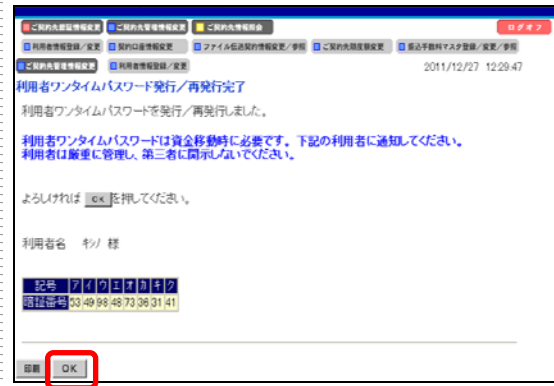 ご契約先認証情報変更 ご契約先管理情報変更 ご契約先情報照会 ログオフ
利用者情報登録／変更 契約口座情報変更 ファイル伝送契約情報変更／参照 ご契約先限度額変更 振込手数料マスタ登録／変更／参照
ご契約先管理情報変更 利用者情報登録／変更 2011/12/27 12:29:47
利用者ワンタイムパスワード発行／再発行完了
利用者ワンタイムパスワードを発行／再発行しました。
利用者ワンタイムパスワードは資金移動時に必要です。下記の利用者に通知してください。
利用者は厳重に管理し、第三者に開示しないでください。
よろしければ OK を押してください。
利用者名 ｷｼﾉ 様
記号 ア イ ウ エ オ カ キ ク
暗証番号 53 49 98 48 73 36 31 41
印刷 OK